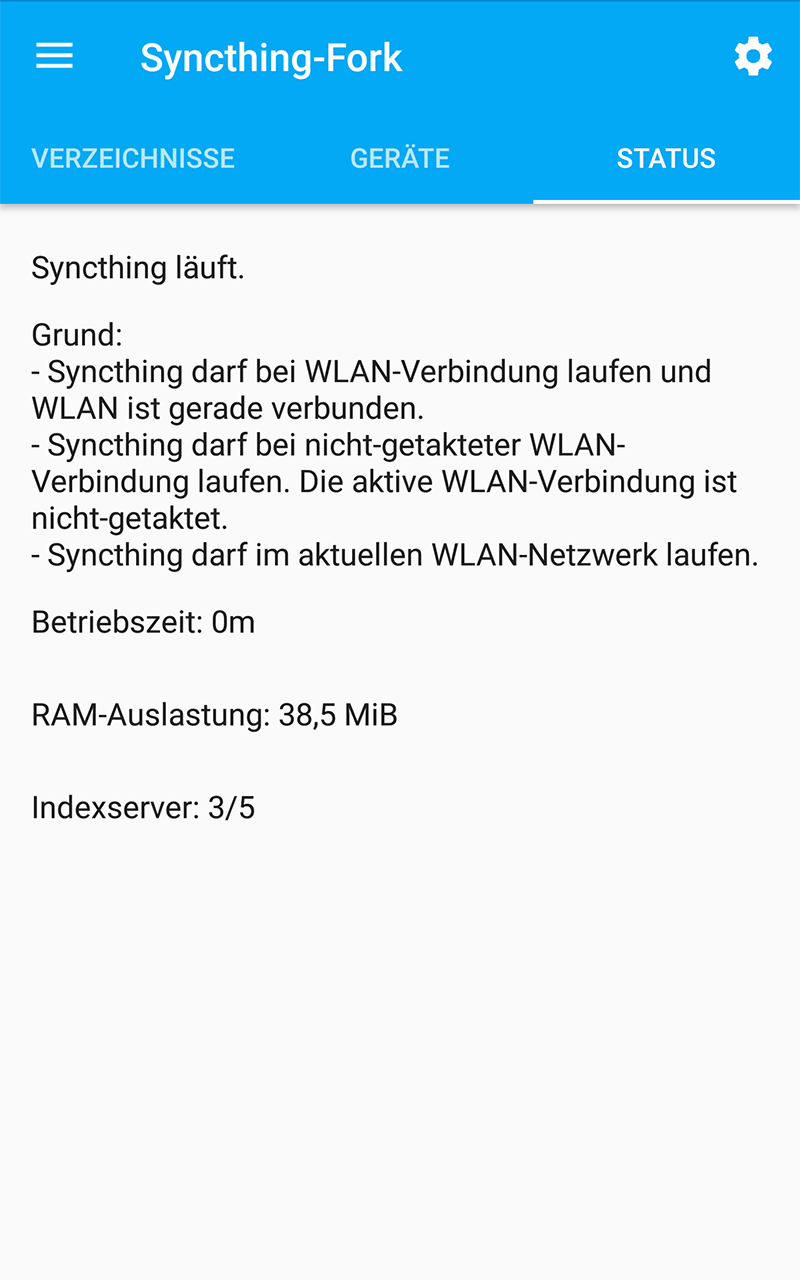 Syncthing-Fork
VERZEICHNISSE GERÄTE STATUS
Syncthing läuft.
Grund:
- Syncthing darf bei WLAN-Verbindung laufen und
WLAN ist gerade verbunden.
- Syncthing darf bei nicht-getakteter WLAN-
Verbindung laufen. Die aktive WLAN-Verbindung ist
nicht-getaktet.
- Syncthing darf im aktuellen WLAN-Netzwerk laufen.
Betriebszeit: 0m
RAM-Auslastung: 38,5 MiB
Indexserver: 3/5